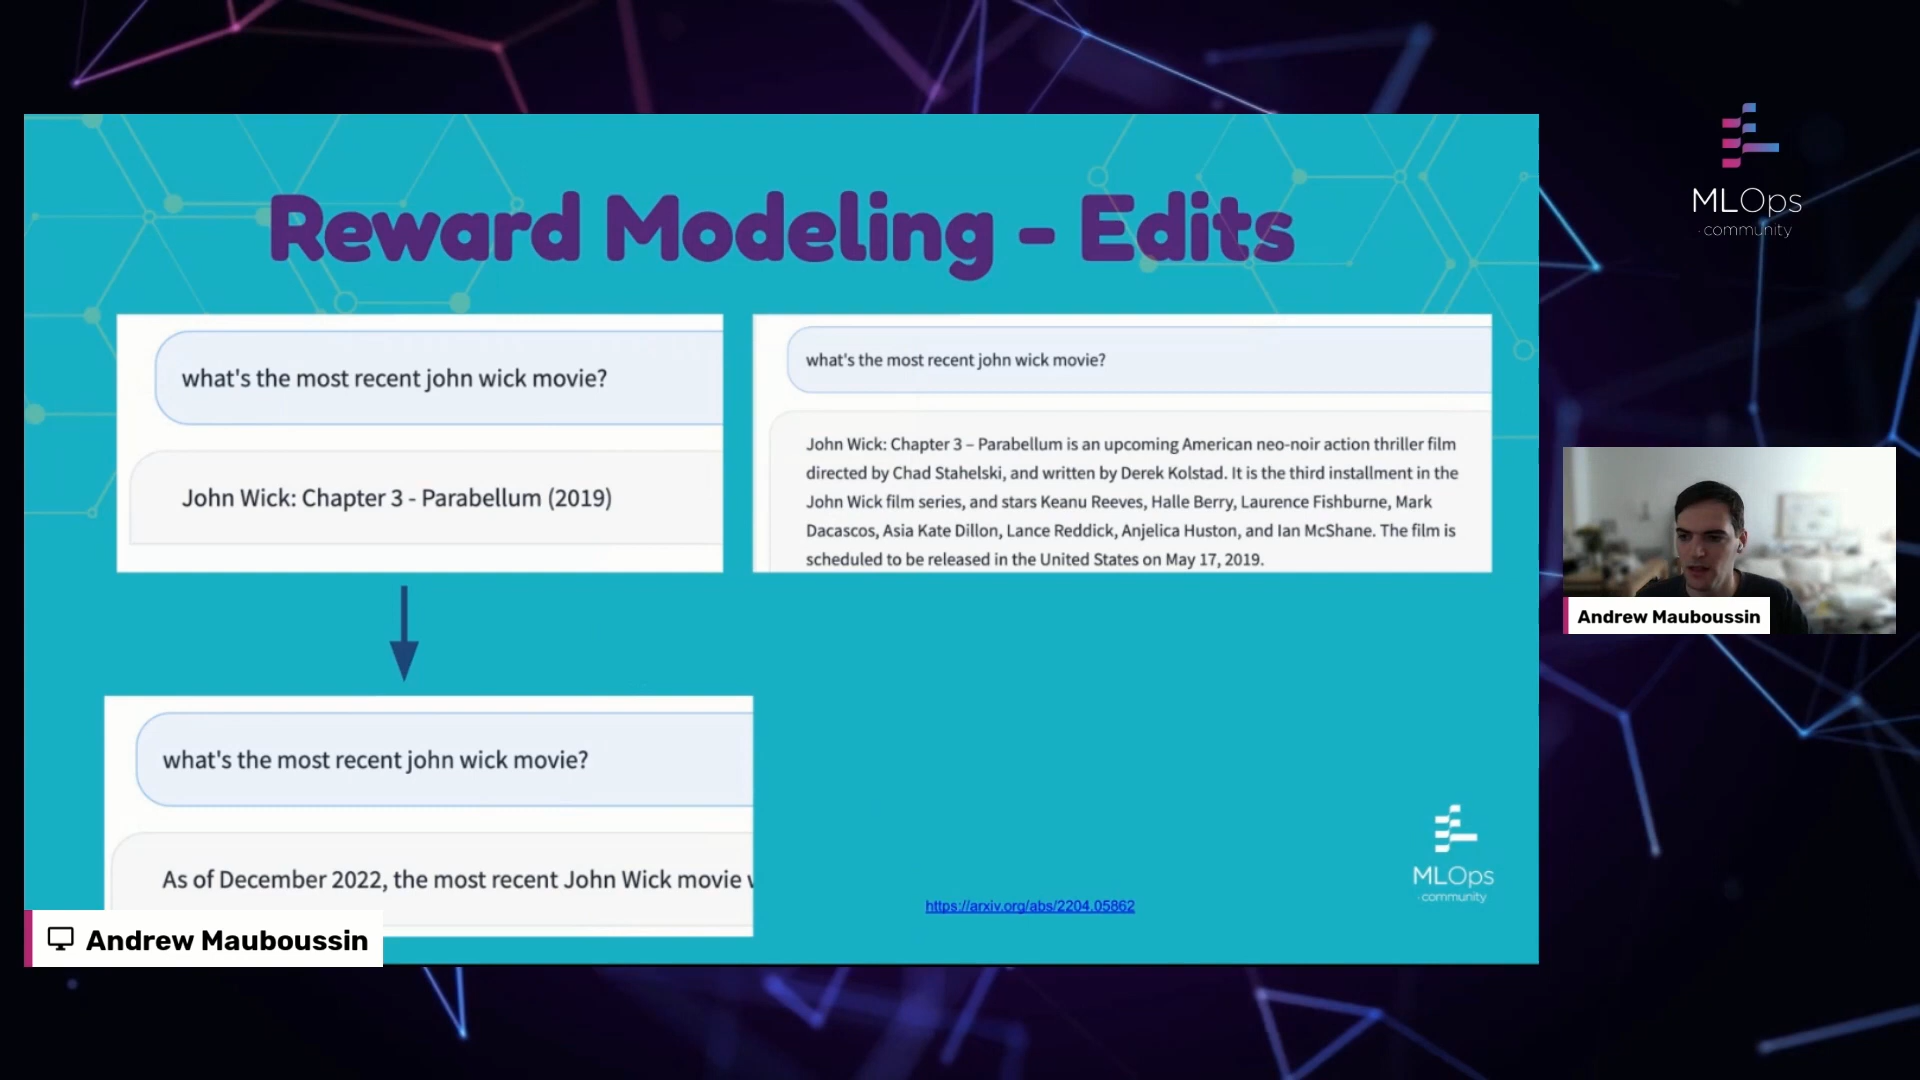 Reward Modeling - Edits
what's the most recent john wick movie?
John Wick: Chapter 3 - Parabellum (2019)
what's the most recent john wick movie?
John Wick: Chapter 3 – Parabellum is an upcoming American neo-noir action thriller film
directed by Chad Stahelski, and written by Derek Kolstad. It is the third installment in the
John Wick film series, and stars Keanu Reeves, Halle Berry, Laurence Fishburne, Mark
Dacascos, Asia Kate Dillon, Lance Reddick, Anjelica Huston, and Ian McShane. The film is
scheduled to be released in the United States on May 17, 2019.
what's the most recent john wick movie?
As of December 2022, the most recent John Wick movie
https://arxiv.org/abs/2204.05862
MLOps
community
Andrew Mauboussin
MLOps
community
Andrew Mauboussin